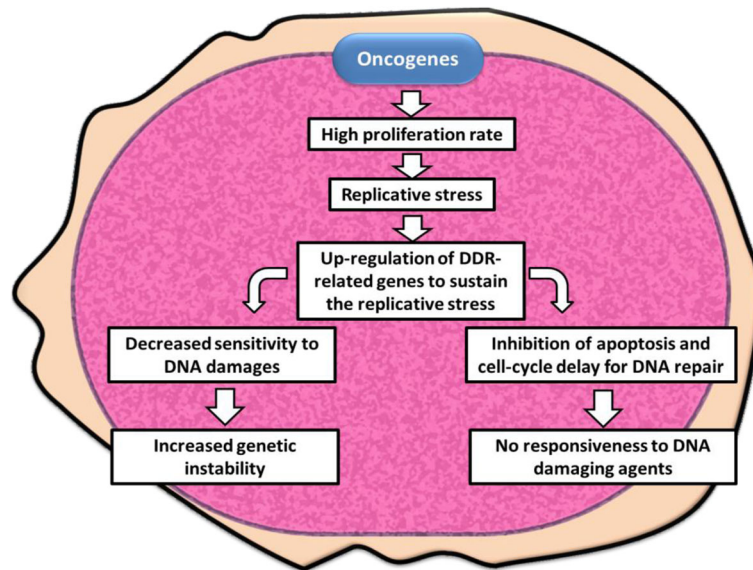 Oncogenes
High proliferation rate
Replicative stress
Up-regulation of DDR-
related genes to sustain
the replicative stress
Decreased sensitivity to
DNA damages
Inhibition of apoptosis and
cell-cycle delay for DNA repair
Increased genetic
instability
No responsiveness to DNA
damaging agents